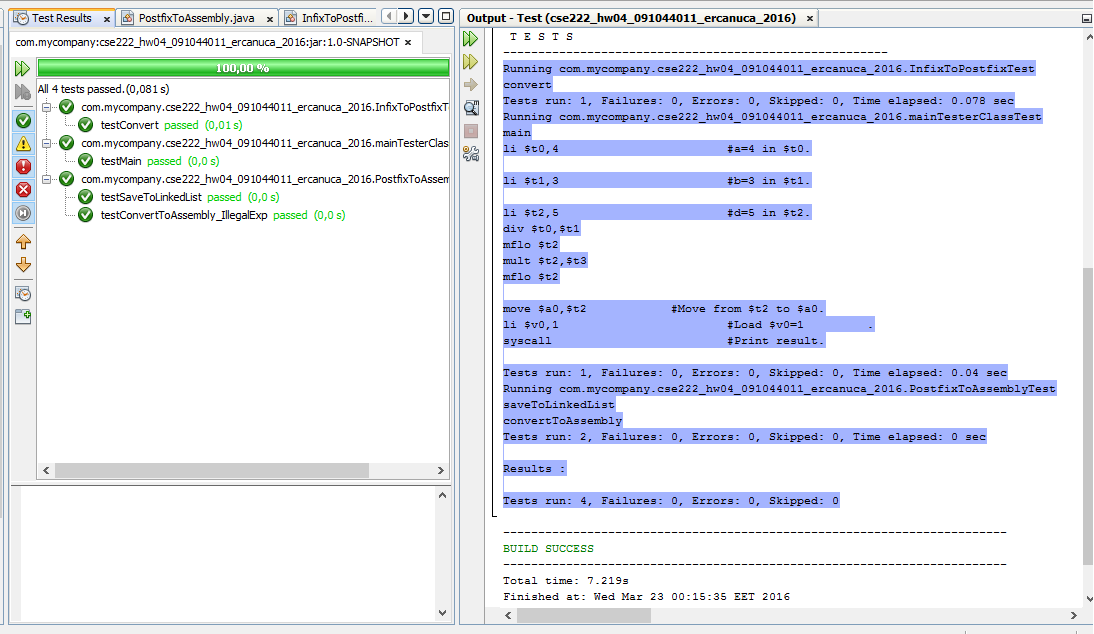 Test Results
PostfixToAssembly.java
InfixToPostfi...
com.mycompany:cse222_hw04_091044011_ercanuca_2016:jar:1.0-SNAPSHOT
100,00 %
All 4 tests passed.(0,081 s)
com.mycompany.cse222_hw04_091044011_ercanuca_2016.InfixToPostfixT
testConvert passed (0,01 s)
com.mycompany.cse222_hw04_091044011_ercanuca_2016.mainTesterClas
testMain passed (0,0 s)
com.mycompany.cse222_hw04_091044011_ercanuca_2016.PostfixToAssem
testSaveToLinkedList passed (0,0 s)
testConvertToAssembly_IllegalExp passed (0,0 s)
Output - Test (cse222_hw04_091044011_ercanuca_2016)
T E S T S
-------------------------------------------------------
Running com.mycompany.cse222_hw04_091044011_ercanuca_2016.InfixToPostfixTest
convert
Tests run: 1, Failures: 0, Errors: 0, Skipped: 0, Time elapsed: 0.078 sec
Running com.mycompany.cse222_hw04_091044011_ercanuca_2016.mainTesterClassTest
main
li $t0,4 #a=4 in $t0.
li $t1,3 #b=3 in $t1.
li $t2,5 #d=5 in $t2.
div $t0,$t1
mflo $t2
mult $t2,$t3
mflo $t2
move $a0,$t2 #Move from $t2 to $a0.
li $v0,1 #Load $v0=1 .
syscall #Print result.
Tests run: 1, Failures: 0, Errors: 0, Skipped: 0, Time elapsed: 0.04 sec
Running com.mycompany.cse222_hw04_091044011_ercanuca_2016.PostfixToAssemblyTest
saveToLinkedList
convertToAssembly
Tests run: 2, Failures: 0, Errors: 0, Skipped: 0, Time elapsed: 0 sec
Results :
Tests run: 4, Failures: 0, Errors: 0, Skipped: 0
------------------------------------------------------------------------
BUILD SUCCESS
------------------------------------------------------------------------
Total time: 7.219s
Finished at: Wed Mar 23 00:15:35 EET 2016